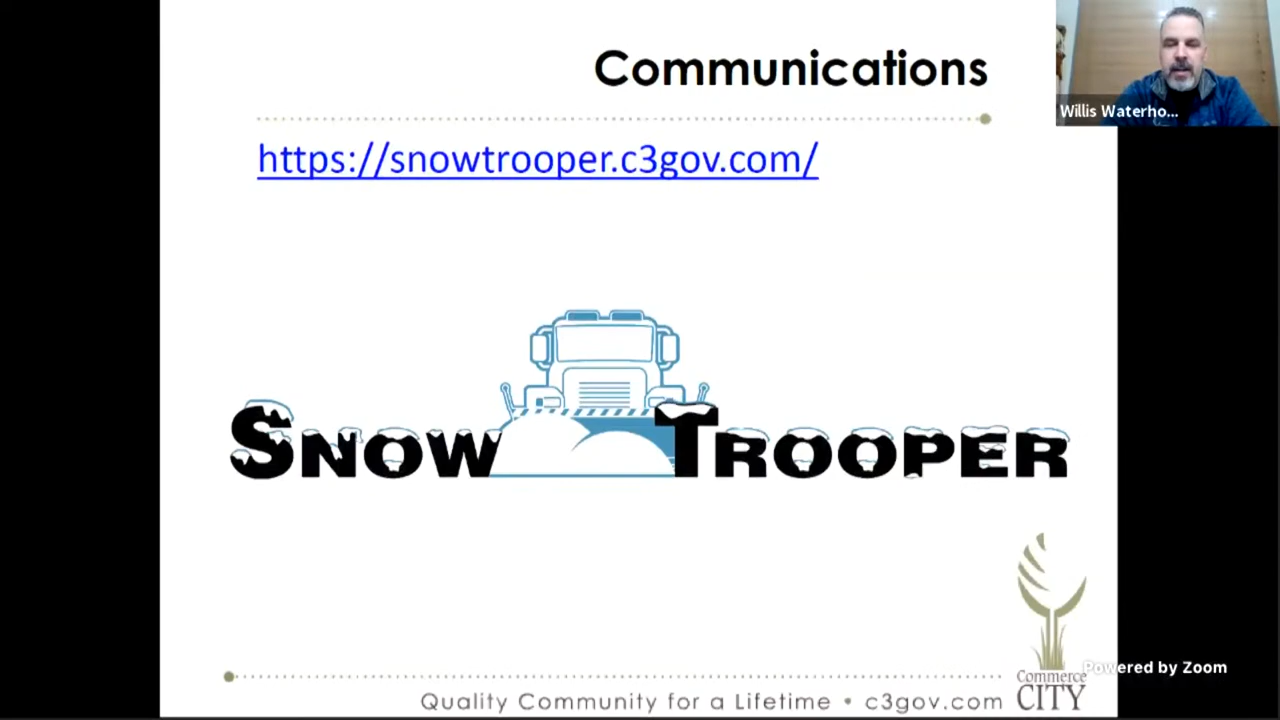 Communications
Willis Waterho...
https://snowtrooper.c3gov.com/
SNOW TROOPER
Commerce
CITY
Powered by Zoom
Quality Community for a Lifetime • c3gov.com